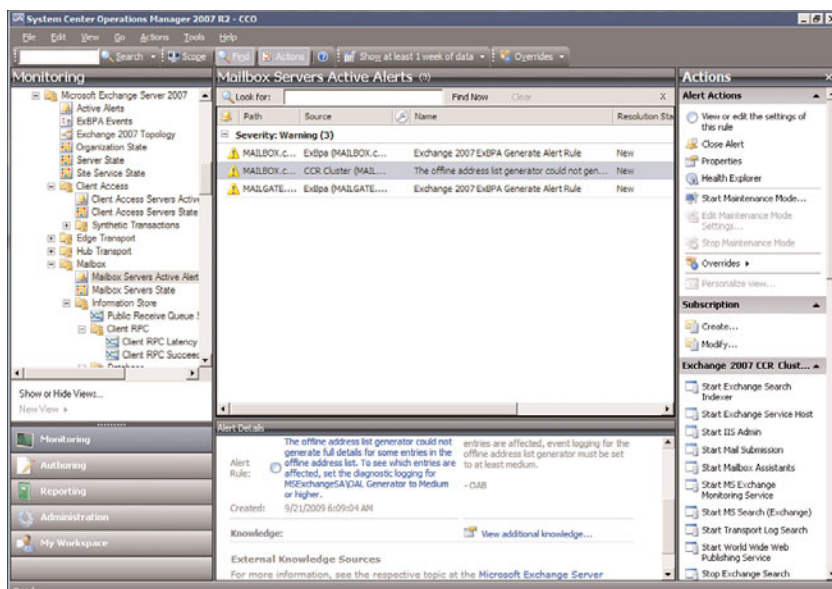 System Center Operations Manager 2007 R2 - CCO
File Edit View Go Actions Tools Help
Search Scope Find Actions Show at least 1 week of data Overrides
Monitoring
Microsoft Exchange Server 2007
Active Alerts
ExBPA Events
Exchange 2007 Topology
Organization State
Server State
Site Service State
Client Access
Client Access Servers Active
Client Access Servers State
Synthetic Transactions
Edge Transport
Hub Transport
Mailbox
Mailbox Servers Active Alert
Mailbox Servers State
Information Store
Public Receive Queue
Client RPC
Client RPC Latency
Client RPC Succeed
Database
Show or Hide Views...
New View
Monitoring
Authoring
Reporting
Administration
My Workspace
Mailbox Servers Active Alerts (3)
Look for: Find Now Clear X
Path Source Name Resolution Sta
Severity: Warning (3)
MAILBOX.c... ExBpa (MAILBOX.c... Exchange 2007 ExBPA Generate Alert Rule New
MAILBOX.c... CCR Cluster (MAIL... The offline address list generator could not gen... New
MAILGATE.... ExBpa (MAILGATE.... Exchange 2007 ExBPA Generate Alert Rule New
Alert Details
Alert Rule:
The offline address list generator could not
generate full details for some entries in the
offline address list. To see which entries are
affected, set the diagnostic logging for
MSExchangeSA\OAL Generator to Medium
or higher.
entries are affected, event logging for the
offline address list generator must be set
to at least medium.
- OAB
Created: 9/21/2009 6:09:04 AM
Knowledge: View additional knowledge...
External Knowledge Sources
For more information, see the respective topic at the Microsoft Exchange Server
Actions
Alert Actions
View or edit the settings of
this rule
Close Alert
Properties
Health Explorer
Start Maintenance Mode...
Edit Maintenance Mode
Settings...
Stop Maintenance Mode
Overrides
Personalize view...
Subscription
Create...
Modify...
Exchange 2007 CCR Clust...
Start Exchange Search
Indexer
Start Exchange Service Host
Start IIS Admin
Start Mail Submission
Start Mailbox Assistants
Start MS Exchange
Monitoring Service
Start MS Search (Exchange)
Start Transport Log Search
Start World Wide Web
Publishing Service
Stop Exchange Search